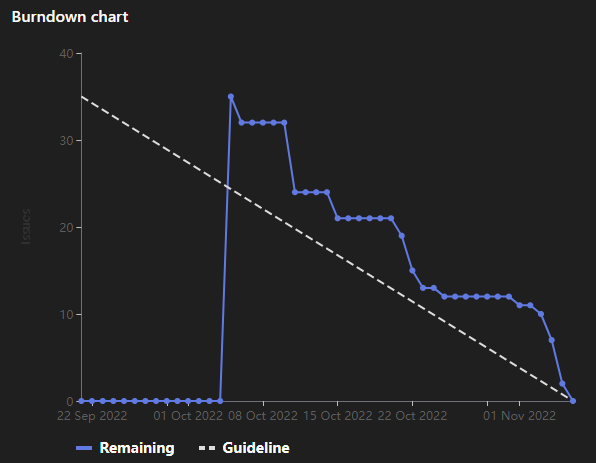 Burndown chart
40
30
20
10
0
Issues
22 Sep 2022 01 Oct 2022 08 Oct 2022 15 Oct 2022 22 Oct 2022 01 Nov 2022
Remaining Guideline